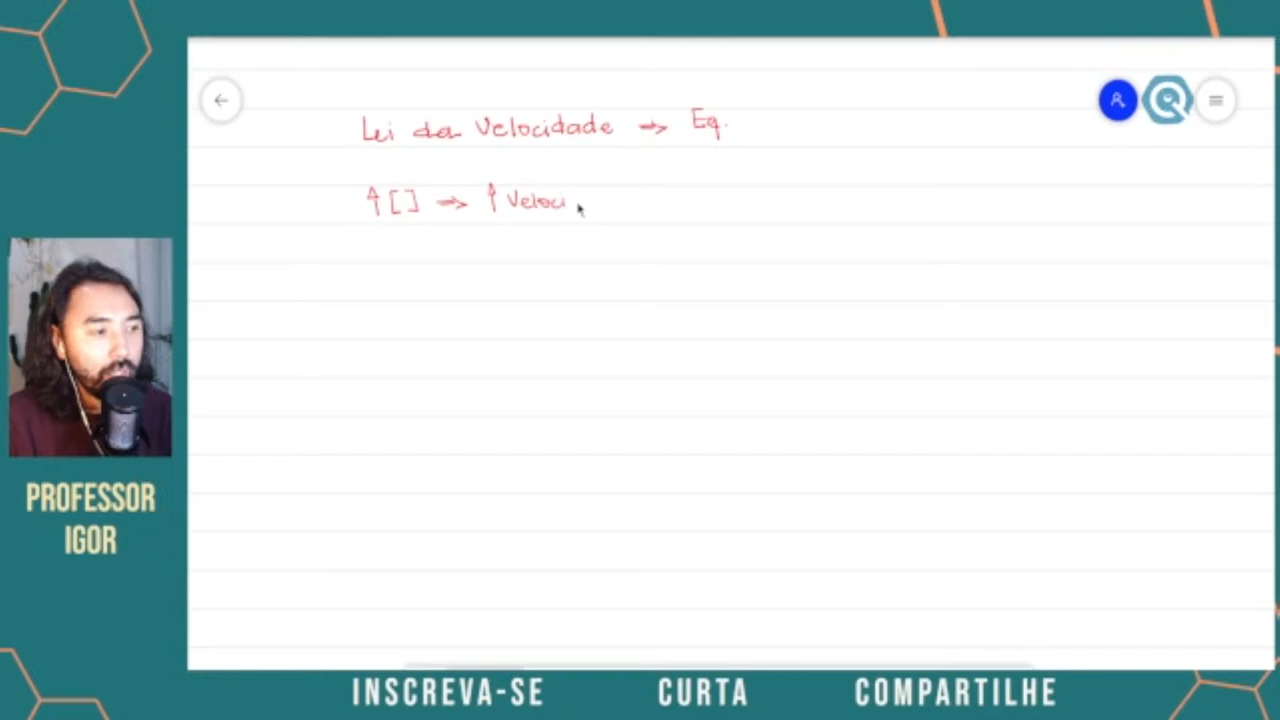 Lei da Velocidade → Eq.
↑[] → ↑ Veloci
PROFESSOR
IGOR
INSCREVA-SE CURTA COMPARTILHE